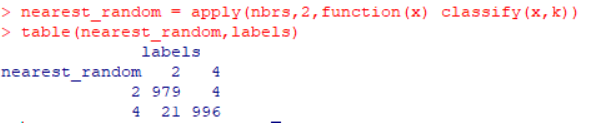 > nearest_random = apply(nbrs,2,function(x) classify(x,k))
> table(nearest_random,labels)
labels
nearest_random 2 4
2 979 4
4 21 996